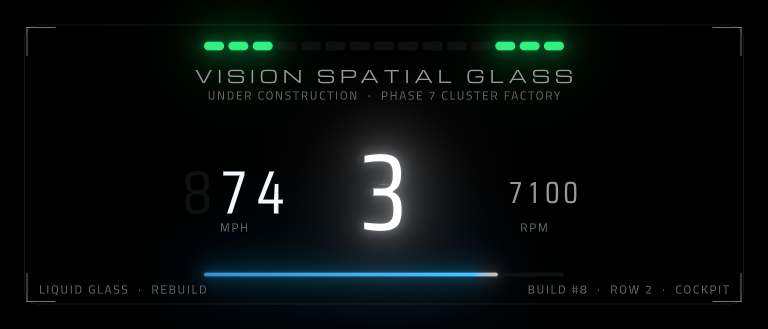 VISION SPATIAL GLASS
UNDER CONSTRUCTION · PHASE 7 CLUSTER FACTORY
74
MPH
3
7100
RPM
LIQUID GLASS · REBUILD
BUILD #8 · ROW 2 · COCKPIT